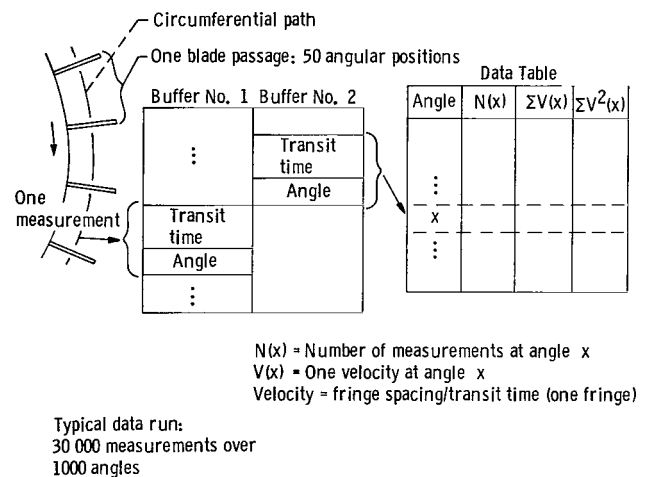 Circumferential path
One blade passage: 50 angular positions
Data Table
Buffer No. 1 Buffer No. 2
Angle N(x) ΣV(x) ΣV²(x)
⋮
Transit
time
Angle
One
measurement
Transit
time
Angle
⋮
⋮
x
⋮
N(x) = Number of measurements at angle x
V(x) = One velocity at angle x
Velocity = fringe spacing/transit time (one fringe)
Typical data run:
30 000 measurements over
1000 angles